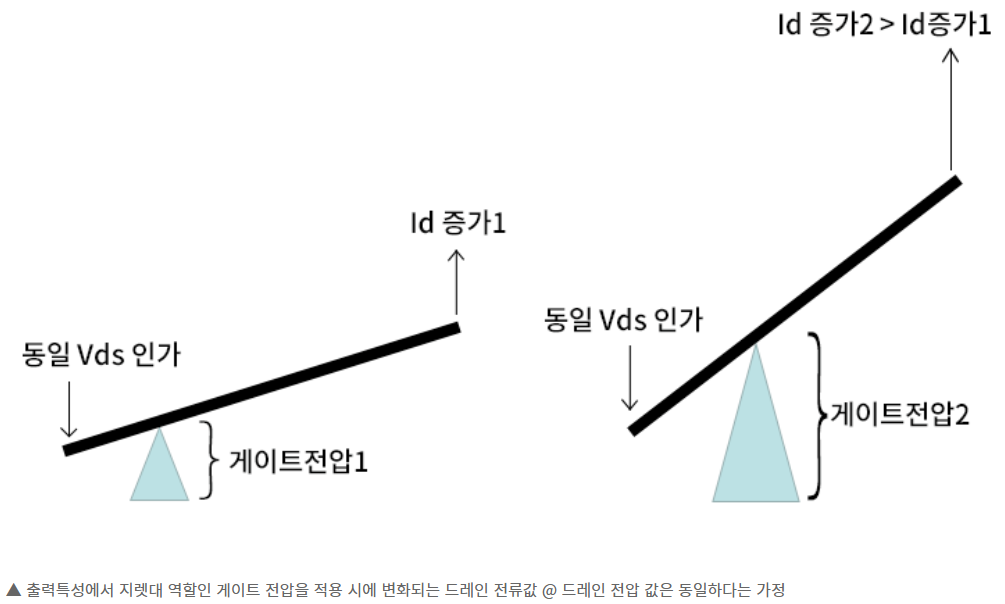 Id 증가2 > Id증가1
Id 증가1
동일 Vds 인가
동일 Vds 인가
게이트전압1
게이트전압2
▲ 출력특성에서 지렛대 역할인 게이트 전압을 적용 시에 변화되는 드레인 전류값 @ 드레인 전압 값은 동일하다는 가정